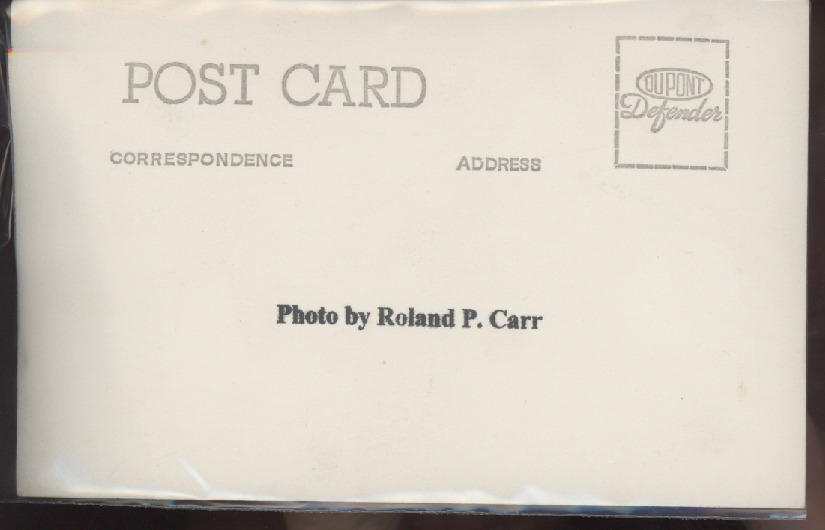 POST CARD
DUPONT
Defender
CORRESPONDENCE
ADDRESS
Photo by Roland P. Carr